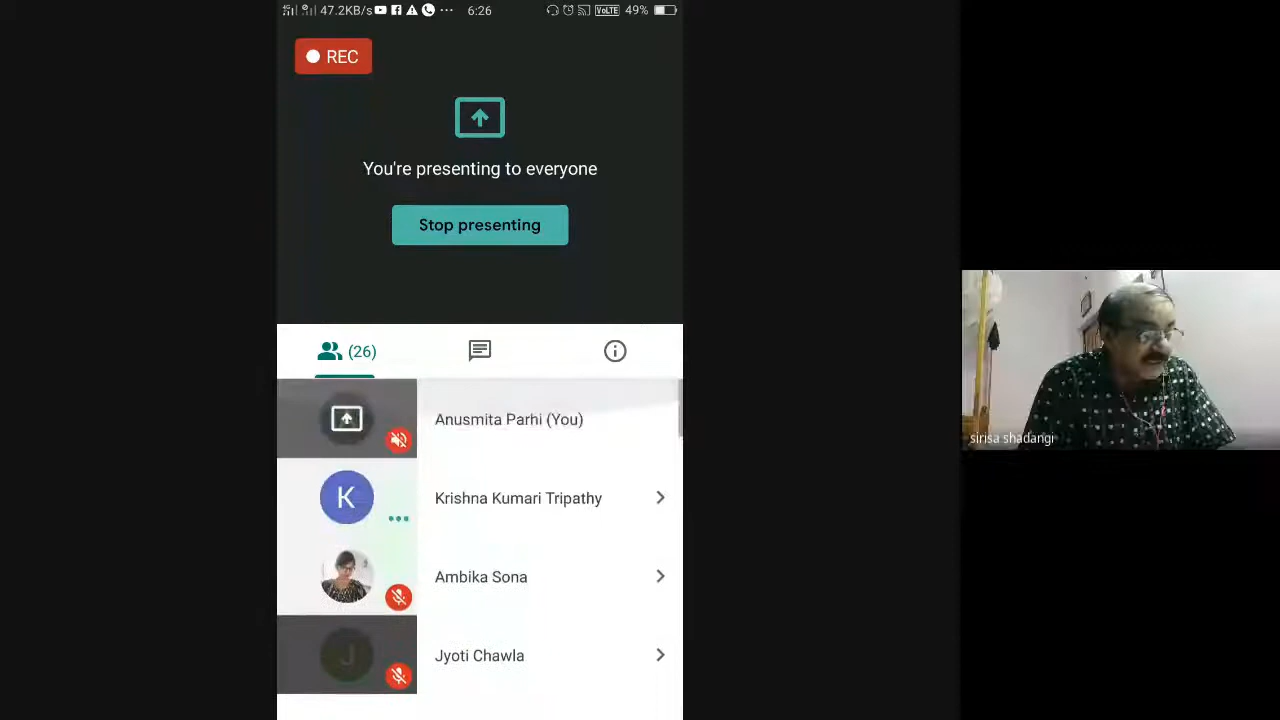 47.2KB/s ... 6:26 VoLTE 49%
REC
You're presenting to everyone
Stop presenting
(26)
Anusmita Parhi (You)
K
Krishna Kumari Tripathy
Ambika Sona
J
Jyoti Chawla
sirisa shadangi